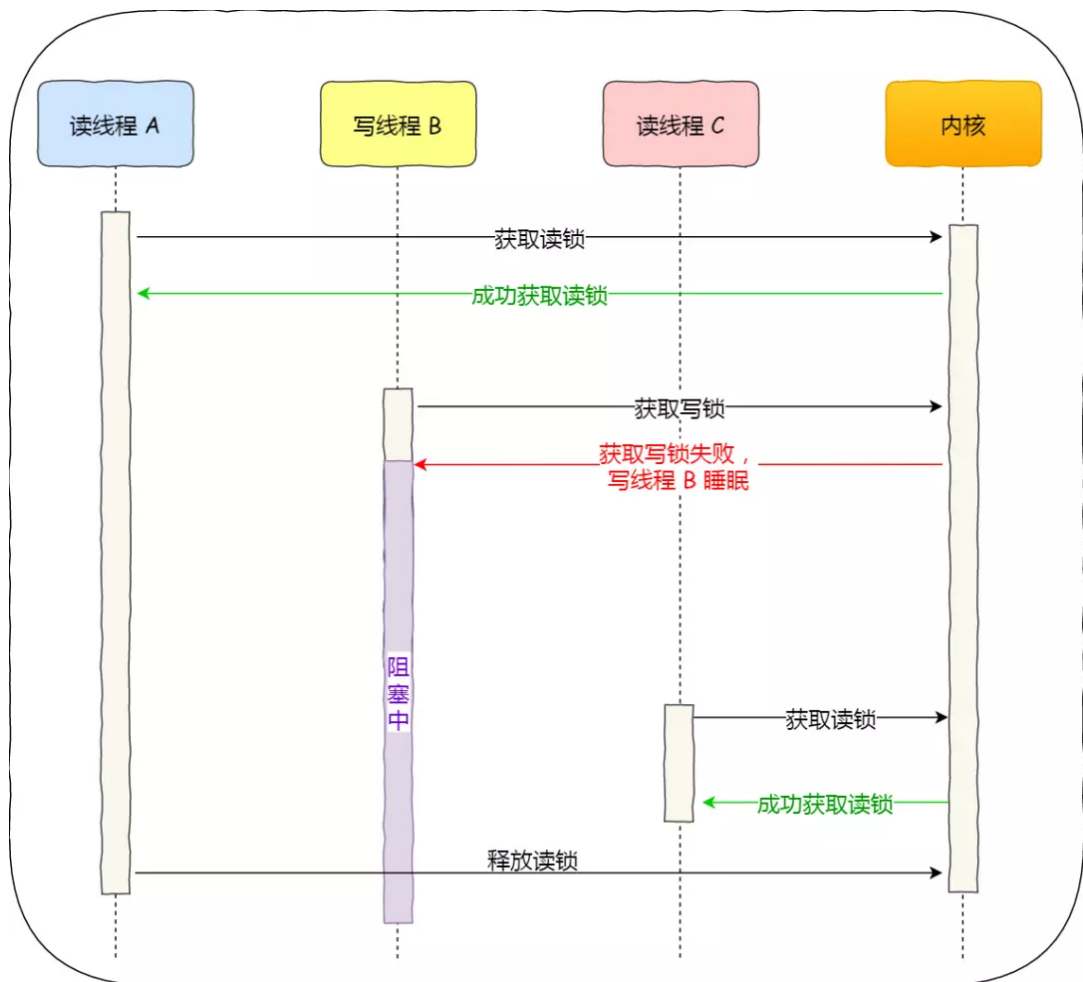 读线程 A
写线程 B
读线程 C
内核
获取读锁
成功获取读锁
获取写锁
获取写锁失败，
写线程 B 睡眠
阻
塞
中
获取读锁
成功获取读锁
释放读锁